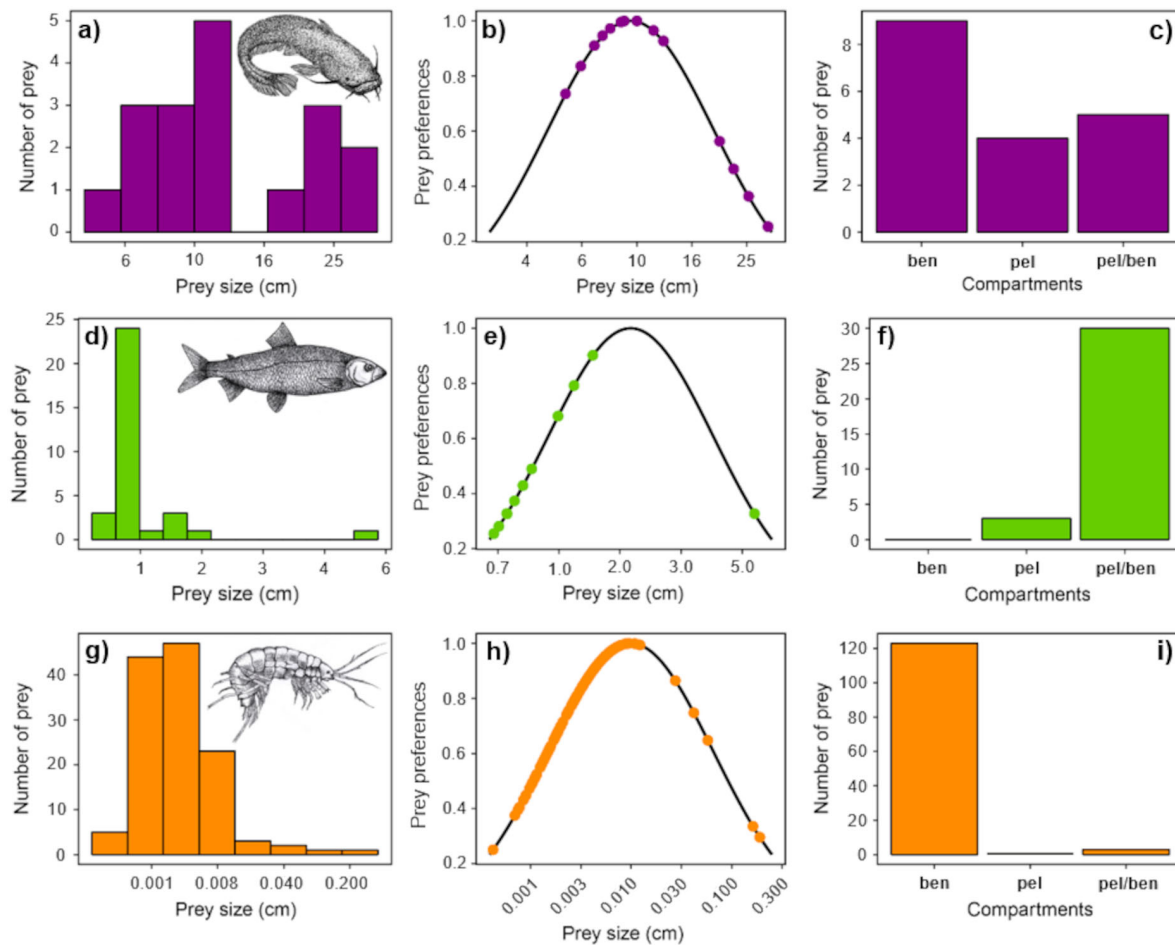 a)
Number of prey
5
4
3
2
1
0
6 10 16 25
Prey size (cm)
b)
Prey preferences
1.0
0.8
0.6
0.4
0.2
4 6 10 16 25
Prey size (cm)
c)
Number of prey
8
6
4
2
0
ben pel pel/ben
Compartments
d)
Number of prey
25
20
15
10
5
0
1 2 3 4 5 6
Prey size (cm)
e)
Prey preferences
1.0
0.8
0.6
0.4
0.2
0.7 1.0 2.0 3.0 5.0
Prey size (cm)
f)
Number of prey
30
25
20
15
10
5
0
ben pel pel/ben
Compartments
g)
Number of prey
40
30
20
10
0
0.001 0.008 0.040 0.200
Prey size (cm)
h)
Prey preferences
1.0
0.8
0.6
0.4
0.2
0.001 0.003 0.010 0.030 0.100 0.300
Prey size (cm)
i)
Number of prey
120
100
80
60
40
20
0
ben pel pel/ben
Compartments